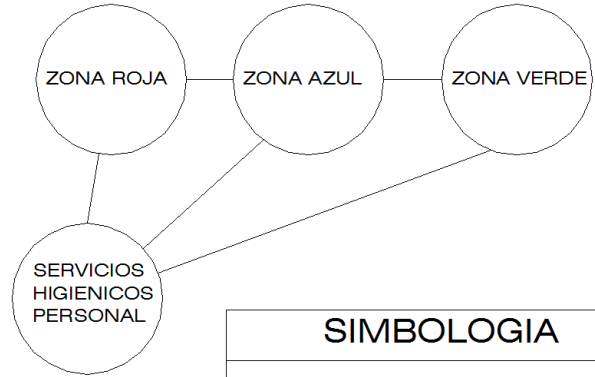 ZONA ROJA
ZONA AZUL
ZONA VERDE
SERVICIOS
HIGIENICOS
PERSONAL
SIMBOLOGIA